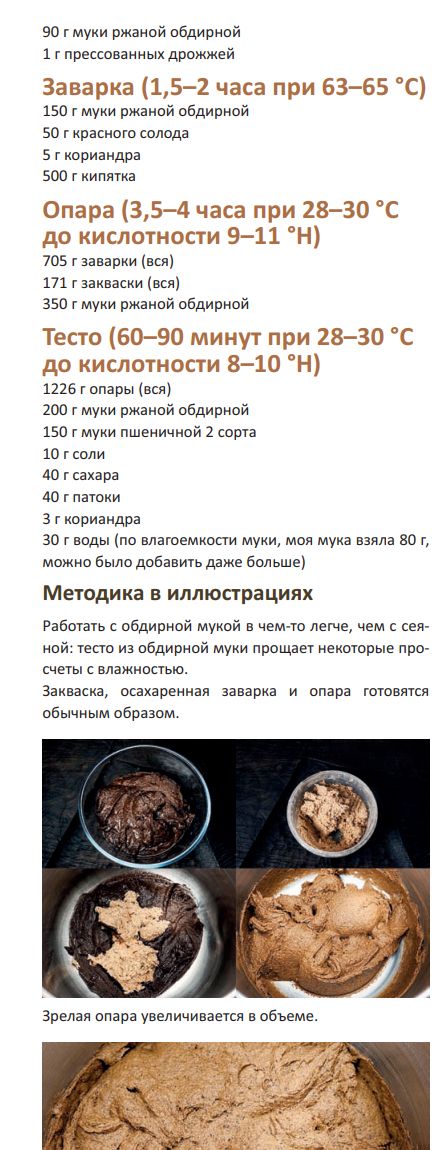 90 г муки ржаной обдирной
1 г прессованных дрожжей
Заварка (1,5–2 часа при 63–65 °С)
150 г муки ржаной обдирной
50 г красного солода
5 г кориандра
500 г кипятка
Опара (3,5–4 часа при 28–30 °С
до кислотности 9–11 °Н)
705 г заварки (вся)
171 г закваски (вся)
350 г муки ржаной обдирной
Тесто (60–90 минут при 28–30 °С
до кислотности 8–10 °Н)
1226 г опары (вся)
200 г муки ржаной обдирной
150 г муки пшеничной 2 сорта
10 г соли
40 г сахара
40 г патоки
3 г кориандра
30 г воды (по влагоемкости муки, моя мука взяла 80 г,
можно было добавить даже больше)
Методика в иллюстрациях
Работать с обдирной мукой в чем-то легче, чем с сея-
ной: тесто из обдирной муки прощает некоторые про-
счеты с влажностью.
Закваска, осахаренная заварка и опара готовятся
обычным образом.
Зрелая опара увеличивается в объеме.